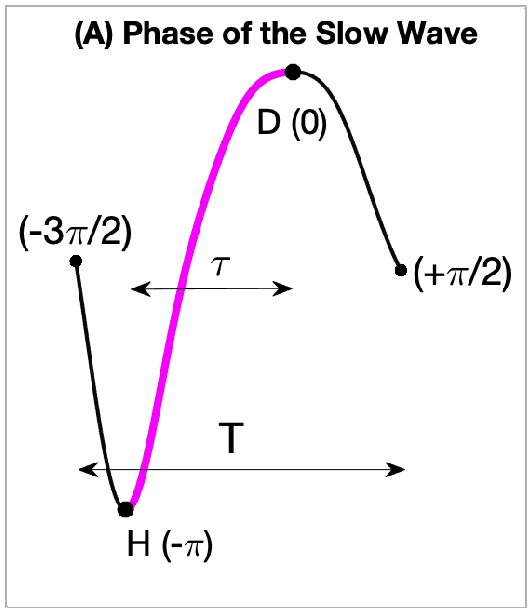 (A) Phase of the Slow Wave
D (0)
(-3π/2)
τ
(+π/2)
T
H (-π)